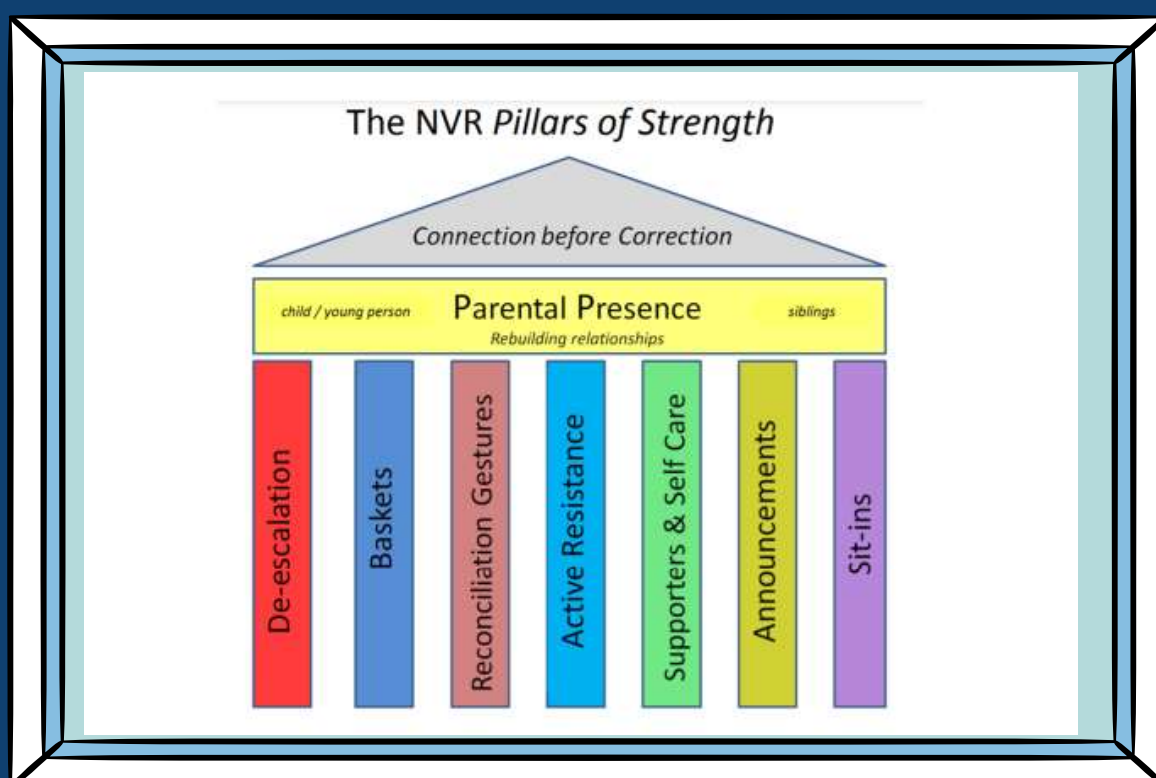 The NVR Pillars of Strength
Connection before Correction
child / young person
Parental Presence
siblings
Rebuilding relationships
De-escalation
Baskets
Reconciliation Gestures
Active Resistance
Supporters & Self Care
Announcements
Sit-ins